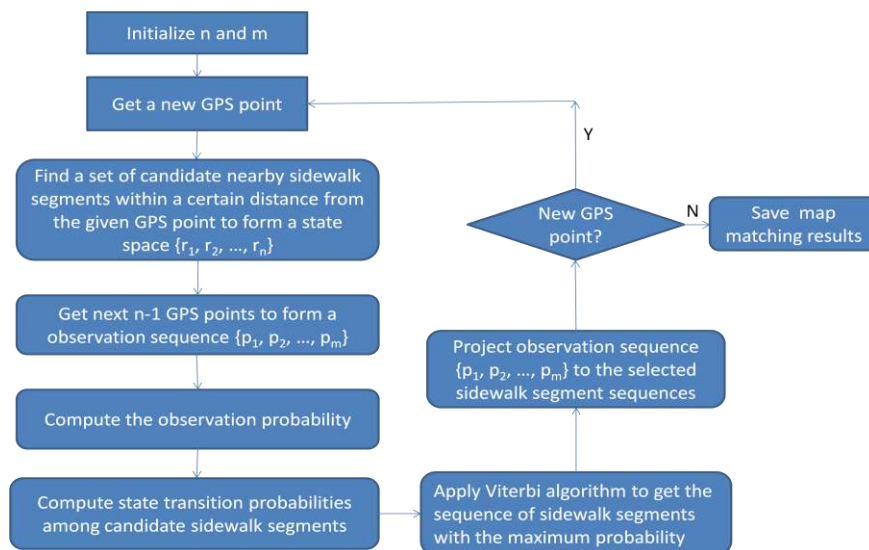 Initialize n and m
Get a new GPS point
Find a set of candidate nearby sidewalk
segments within a certain distance from
the given GPS point to form a state
space {r₁, r₂, ..., rₙ}
Get next n-1 GPS points to form a
observation sequence {p₁, p₂, ..., pₘ}
Compute the observation probability
Compute state transition probabilities
among candidate sidewalk segments
Apply Viterbi algorithm to get the
sequence of sidewalk segments
with the maximum probability
Project observation sequence
{p₁, p₂, ..., pₘ} to the selected
sidewalk segment sequences
New GPS
point?
Y
N
Save map
matching results